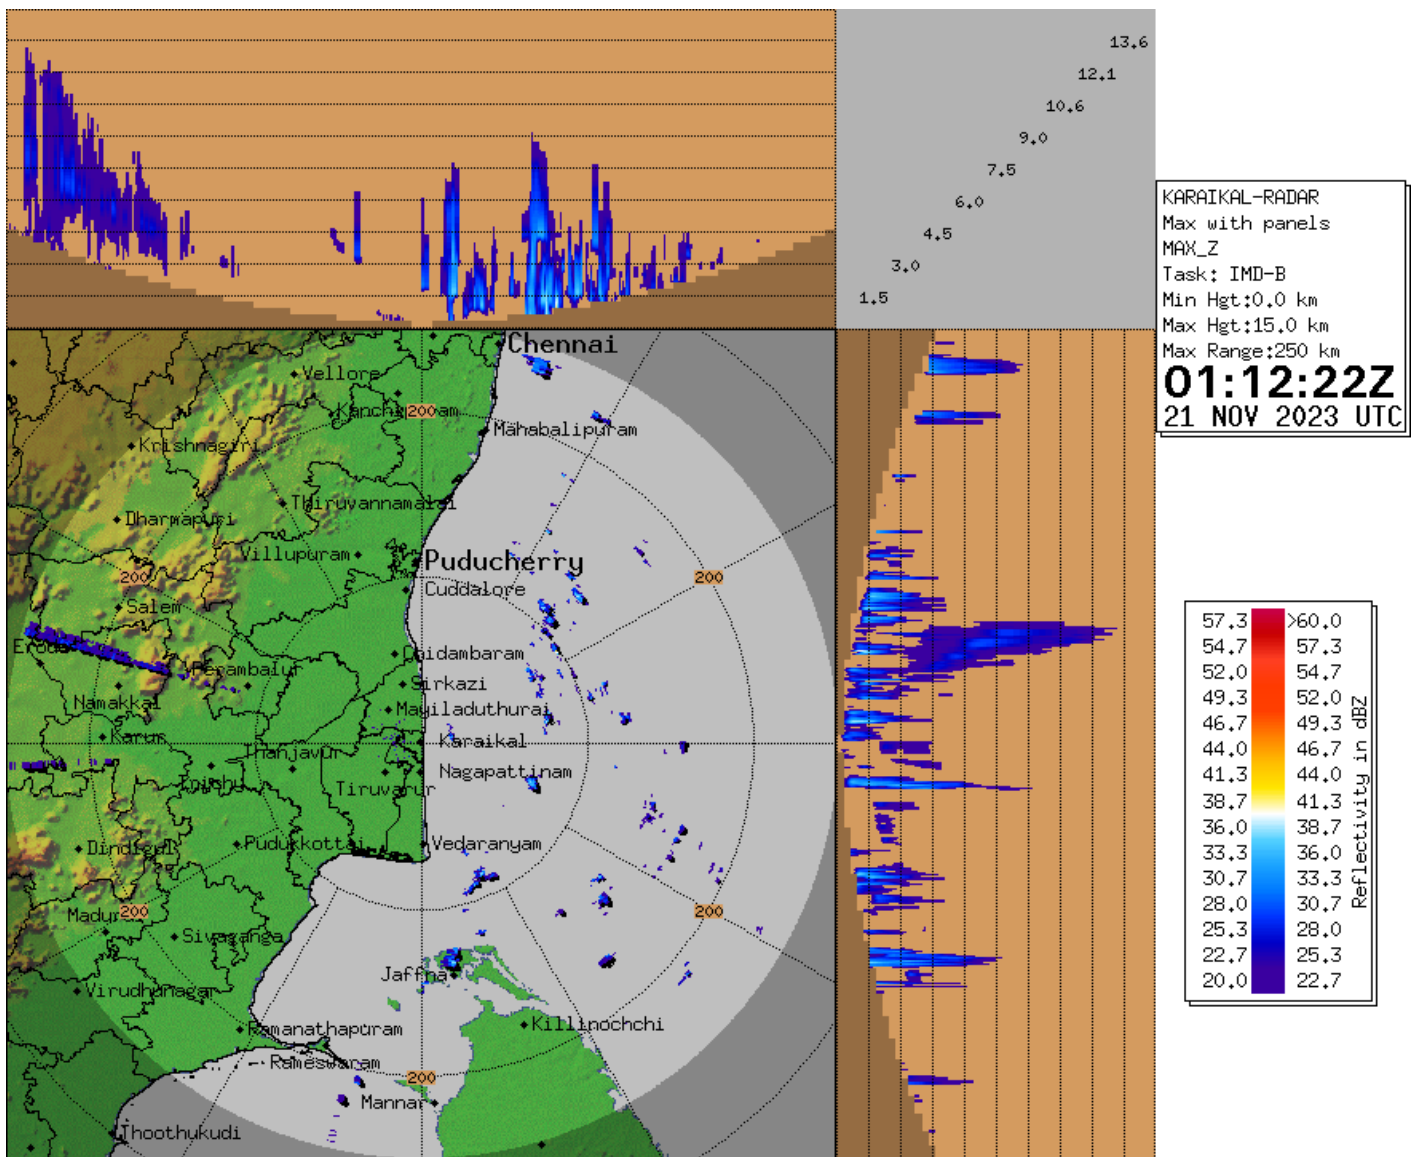 13.6
12.1
10.6
9.0
7.5
6.0
4.5
3.0
1.5
KARAIKAL-RADAR
Max with panels
MAX_Z
Task: IMD-B
Min Hgt:0.0 km
Max Hgt:15.0 km
Max Range:250 km
01:12:22Z
21 NOV 2023 UTC
Chennai
Vellore
200
Mahabalipuram
Krishnagiri
Thiruvannamalai
Dharmapuri
Villupuram
Puducherry
200
200
Cuddalore
Salem
Erode
Chidambaram
Perambalur
Sirkazi
Namakkal
Mayiladuthurai
Karur
Karaikal
Thanjavur
Nagapattinam
Trichy
Tiruvarur
Dindigul
Pudukkottai
Vedaranyam
Madurai
200
200
Sivaganga
Jaffna
Virudhunagar
Ramanathapuram
Killinochchi
Rameswaram
200
Mannar
Thoothukudi
57.3 >60.0
54.7 57.3
52.0 54.7
49.3 52.0
46.7 49.3
44.0 46.7
41.3 44.0
38.7 41.3
36.0 38.7
33.3 36.0
30.7 33.3
28.0 30.7
25.3 28.0
22.7 25.3
20.0 22.7
Reflectivity in dBZ